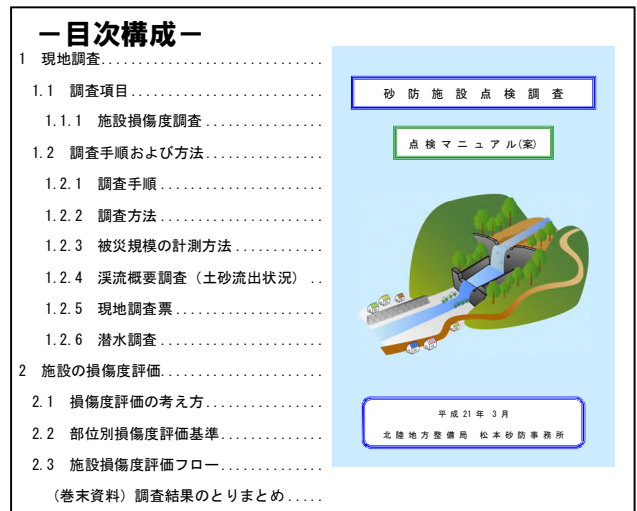 －目次構成－
1 現地調査..............................
1.1 調査項目..........................
1.1.1 施設損傷度調査................
1.2 調査手順および方法................
1.2.1 調査手順......................
1.2.2 調査方法......................
1.2.3 被災規模の計測方法............
1.2.4 渓流概要調査（土砂流出状況）..
1.2.5 現地調査票....................
1.2.6 潜水調査......................
2 施設の損傷度評価......................
2.1 損傷度評価の考え方................
2.2 部位別損傷度評価基準..............
2.3 施設損傷度評価フロー..............
（巻末資料）調査結果のとりまとめ.....
砂防施設点検調査
点検マニュアル(案)
平成21年 3月
北陸地方整備局 松本砂防事務所